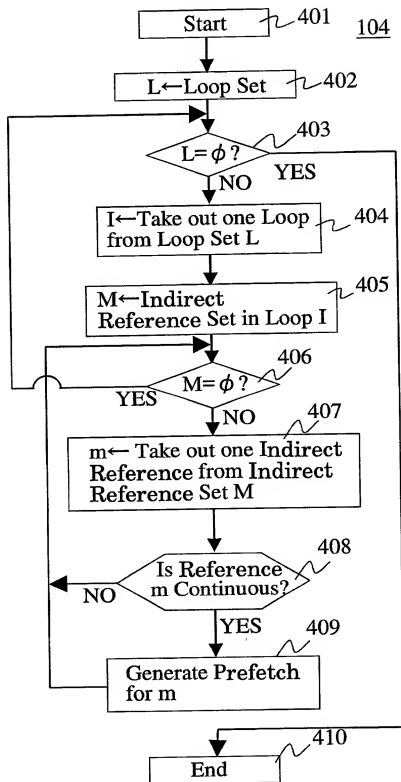 Start
401
104
L←Loop Set
402
403
L=ϕ?
YES
NO
I←Take out one Loop
from Loop Set L
404
405
M←Indirect
Reference Set in Loop I
406
M=ϕ?
YES
NO
407
m← Take out one Indirect
Reference from Indirect
Reference Set M
408
Is Reference
m Continuous?
NO
YES
409
Generate Prefetch
for m
410
End